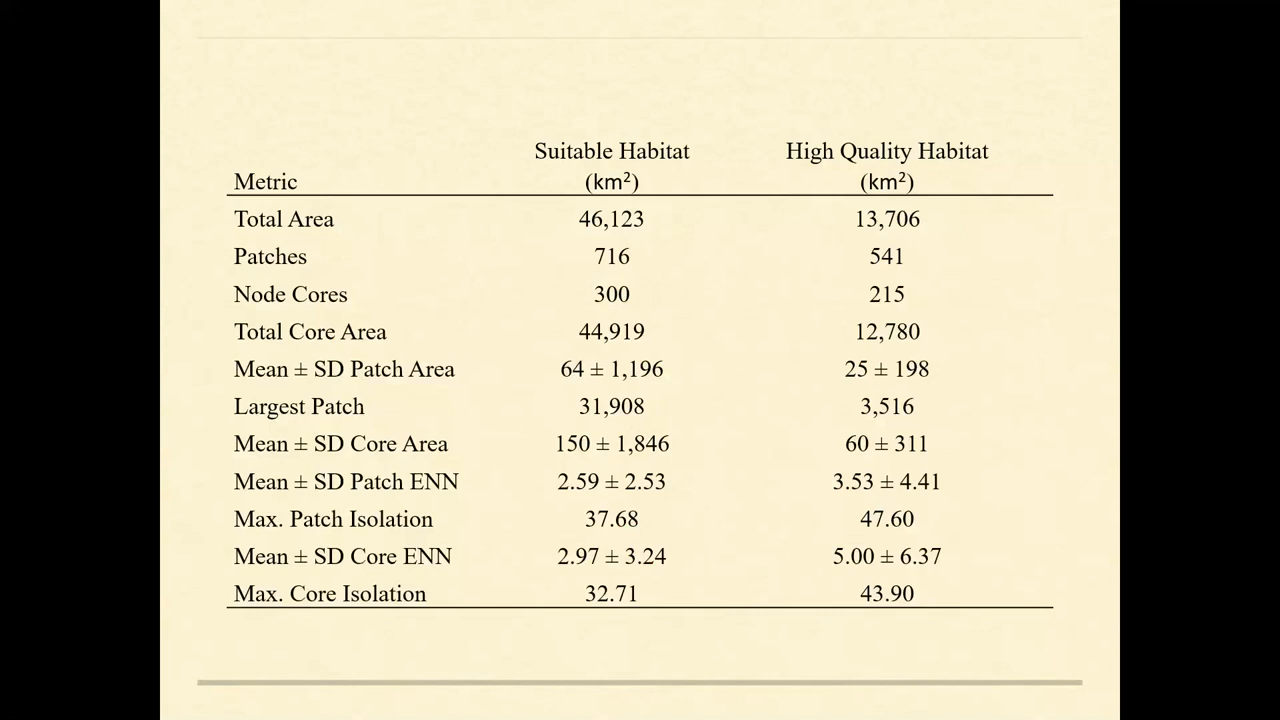 Suitable Habitat High Quality Habitat
Metric (km²) (km²)
Total Area 46,123 13,706
Patches 716 541
Node Cores 300 215
Total Core Area 44,919 12,780
Mean ± SD Patch Area 64 ± 1,196 25 ± 198
Largest Patch 31,908 3,516
Mean ± SD Core Area 150 ± 1,846 60 ± 311
Mean ± SD Patch ENN 2.59 ± 2.53 3.53 ± 4.41
Max. Patch Isolation 37.68 47.60
Mean ± SD Core ENN 2.97 ± 3.24 5.00 ± 6.37
Max. Core Isolation 32.71 43.90